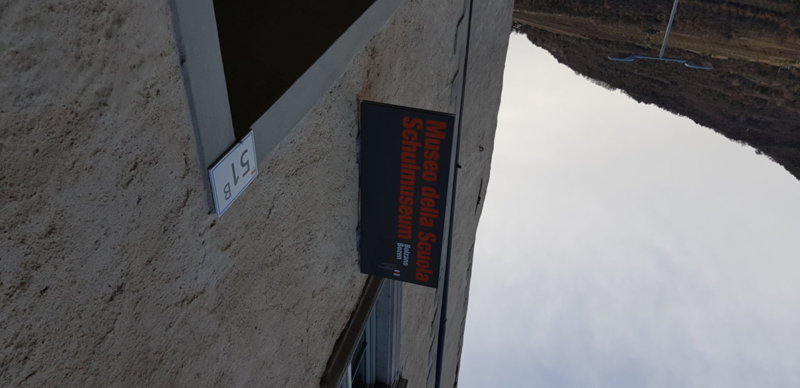 51B
Museo della Scuola
Schulmuseum
Bolzano
Bozen